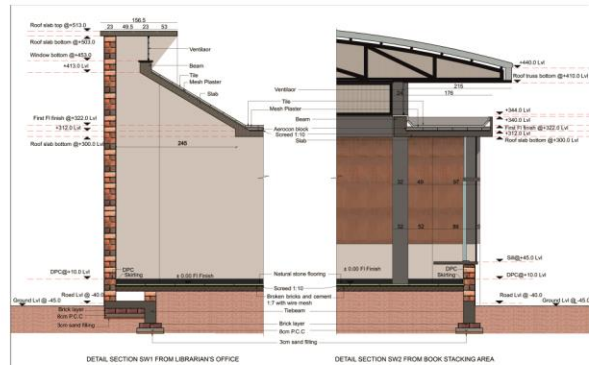 156.5
23 49.5 23 53
Roof slab top @+513.0
Roof slab bottom @+503.0
Window bottom @+453.0
+413.0 Lvl
Ventilaor
Beam
Tile
Mesh Plaster
Slab
First Fl finish @+322.0 Lvl
+312.0 Lvl
Roof slab bottom @+300.0 Lvl
246
+440.0 Lvl
Roof truss bottom @+410.0 Lvl
216
176
Ventilaor
Tile
Mesh Plaster
Beam
Aerocon block
Screed 1:10
Slab
+344.0 Lvl
+340.0 Lvl
First Fl finish @+322.0 Lvl
+312.0 Lvl
Roof slab bottom @+300.0 Lvl
Sill@+45.0 Lvl
DPC@+10.0 Lvl
DPC
Skirting
± 0.00 Fl Finish
Natural stone flooring
± 0.00 Fl Finish
DPC
Skirting
DPC@+10.0 Lvl
Screed 1:10
Broken bricks and cement
1:7 with wire mesh
Tiebeam
Road Lvl @ -40.0
Ground Lvl @ -45.0
Road Lvl @ -40.0
Ground Lvl @ -45.0
Brick layer
8cm P.C.C
3cm sand filling
Brick layer
8cm P.C.C
3cm sand filling
DETAIL SECTION SW1 FROM LIBRARIAN'S OFFICE
DETAIL SECTION SW2 FROM BOOK STACKING AREA